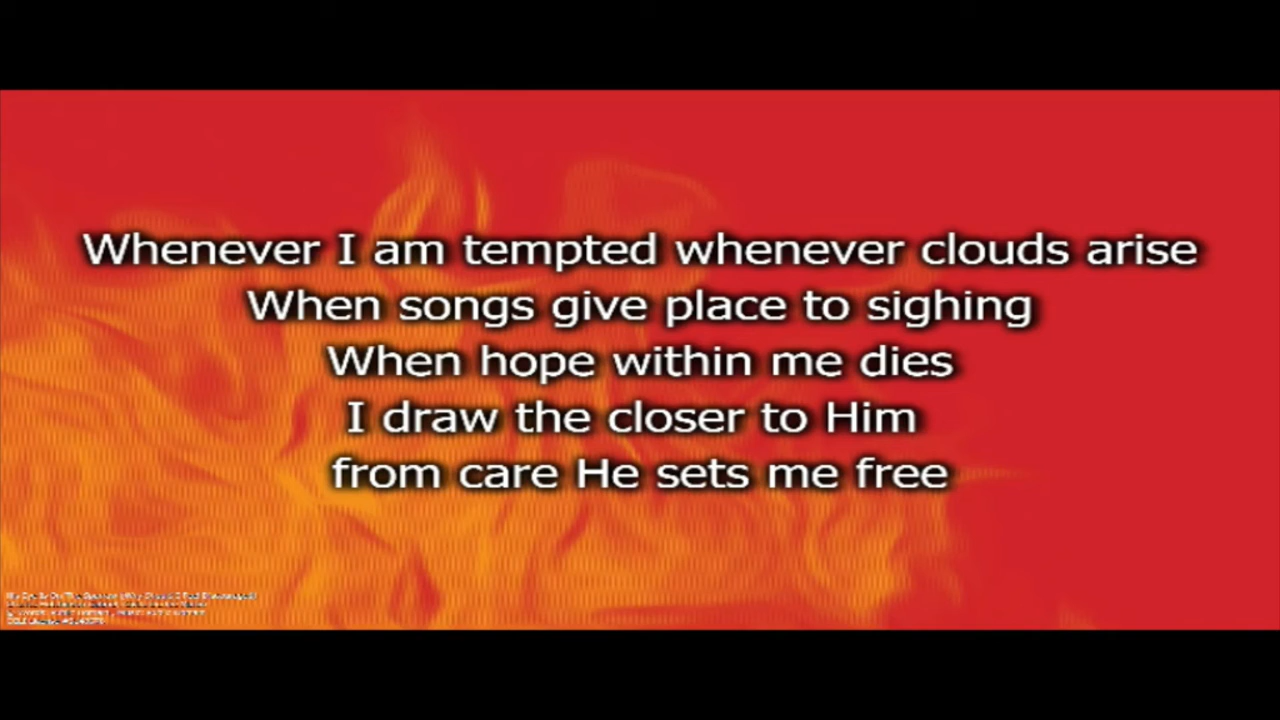 Whenever I am tempted whenever clouds arise
When songs give place to sighing
When hope within me dies
I draw the closer to Him
from care He sets me free